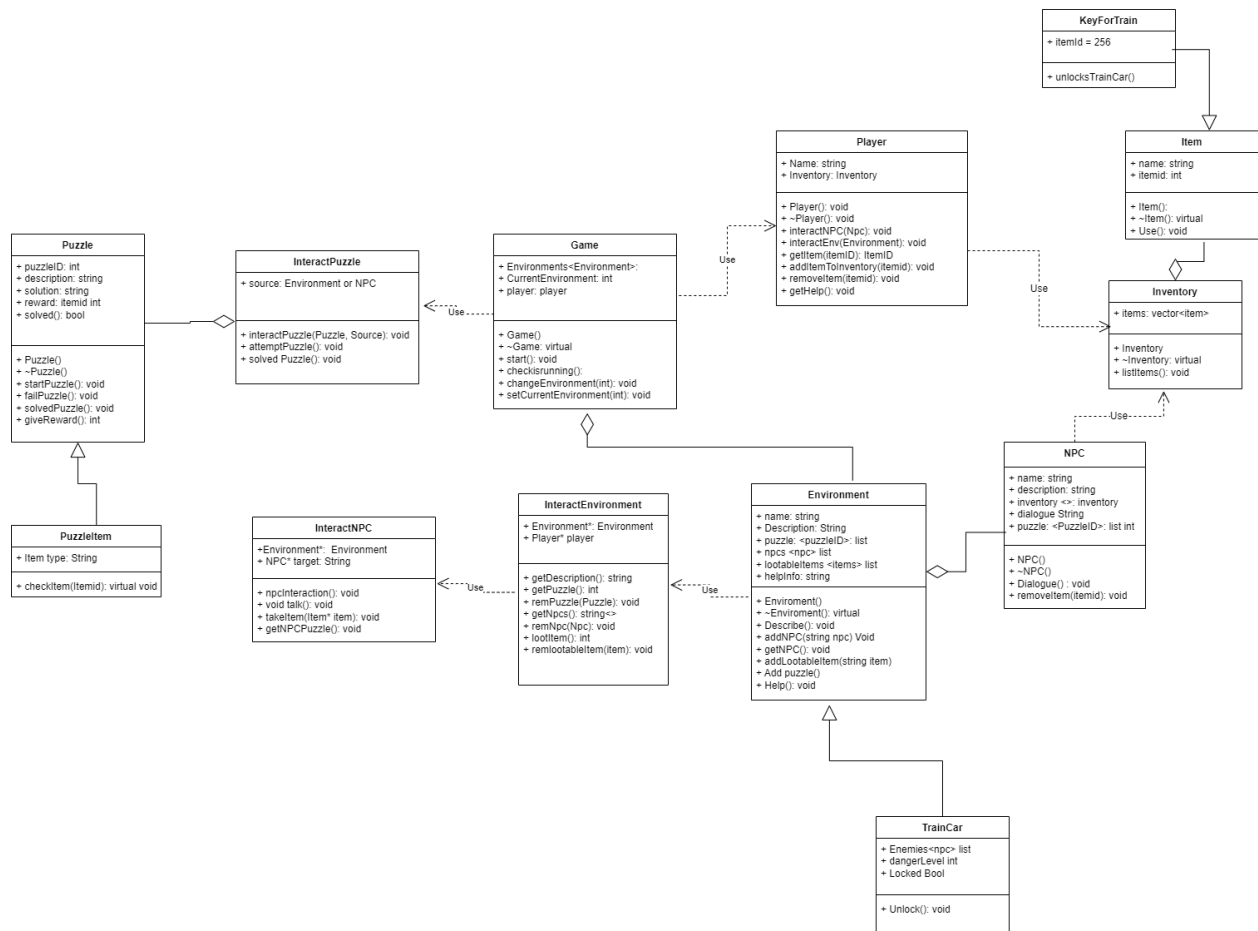 KeyForTrain
+ itemId = 256
+ unlocksTrainCar()
Item
+ name: string
+ itemid: int
+ Item():
+ ~Item(): virtual
+ Use(): void
Player
+ Name: string
+ Inventory: Inventory
+ Player(): void
+ ~Player(): void
+ interactNPC(Npc): void
+ interactEnv(Environment): void
+ getItem(itemID): ItemID
+ addItemToInventory(itemid): void
+ removeItem(itemid): void
+ getHelp(): void
Puzzle
+ puzzleID: int
+ description: string
+ solution: string
+ reward: itemid int
+ solved(): bool
+ Puzzle()
+ ~Puzzle()
+ startPuzzle(): void
+ failPuzzle(): void
+ solvedPuzzle(): void
+ giveReward(): int
InteractPuzzle
+ source: Environment or NPC
+ interactPuzzle(Puzzle, Source): void
+ attemptPuzzle(): void
+ solved Puzzle(): void
Use
Game
+ Environments<Environment>:
+ CurrentEnvironment: int
+ player: player
+ Game()
+ ~Game: virtual
+ start(): void
+ checkisrunning():
+ changeEnvironment(int): void
+ setCurrentEnvironment(int): void
Use
Use
Inventory
+ items: vector<item>
+ Inventory
+ ~Inventory: virtual
+ listItems(): void
Use
NPC
+ name: string
+ description: string
+ inventory <>: inventory
+ dialogue String
+ puzzle: <PuzzleID>: list int
+ NPC()
+ ~NPC()
+ Dialogue() : void
+ removeItem(itemid): void
PuzzleItem
+ Item type: String
+ checkItem(Itemid): virtual void
InteractNPC
+Environment*:  Environment
+ NPC* target: String
+ npcInteraction(): void
+ void talk(): void
+ takeItem(Item* item): void
+ getNPCPuzzle(): void
Use
InteractEnvironment
+ Environment*: Environment
+ Player* player
+ getDescription(): string
+ getPuzzle(): int
+ remPuzzle(Puzzle): void
+ getNpcs(): string<>
+ remNpc(Npc): void
+ lootItem(): int
+ remlootableItem(item): void
Use
Environment
+ name: string
+ Description: String
+ puzzle: <puzzleID>: list
+ npcs <npc> list
+ lootableItems <items> list
+ helpInfo: string
+ Enviroment()
+ ~Enviroment(): virtual
+ Describe(): void
+ addNPC(string npc) Void
+ getNPC(): void
+ addLootableItem(string item)
+ Add puzzle()
+ Help(): void
TrainCar
+ Enemies<npc> list
+ dangerLevel int
+ Locked Bool
+ Unlock(): void